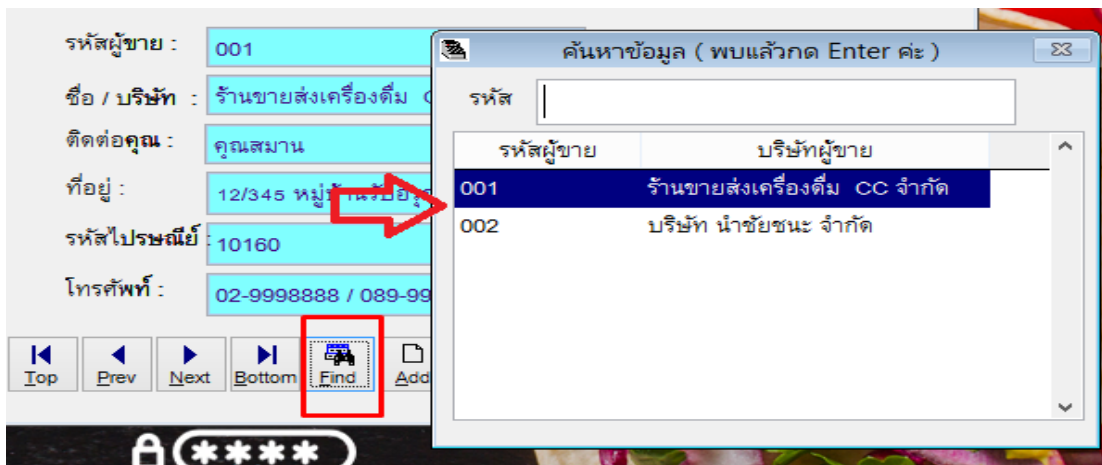 รหัสผู้ขาย : 001
ชื่อ / บริษัท : ร้านขายส่งเครื่องดื่ม
ติดต่อคุณ : คุณสมาน
ที่อยู่ : 12/345
รหัสไปรษณีย์ : 10160
โทรศัพท์ : 02-9998888 / 089-99
Top Prev Next Bottom Find Add
****
ค้นหาข้อมูล ( พบแล้วกด Enter ค่ะ )
รหัส
รหัสผู้ขาย บริษัทผู้ขาย
001 ร้านขายส่งเครื่องดื่ม CC จำกัด
002 บริษัท นำชัยชนะ จำกัด